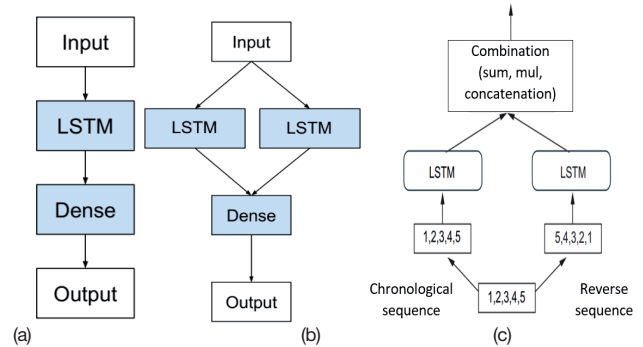 Input
LSTM
Dense
Output
(a)
Input
LSTM
LSTM
Dense
Output
(b)
Combination
(sum, mul,
concatenation)
LSTM
LSTM
1,2,3,4,5
5,4,3,2,1
Chronological
sequence
1,2,3,4,5
Reverse
sequence
(c)